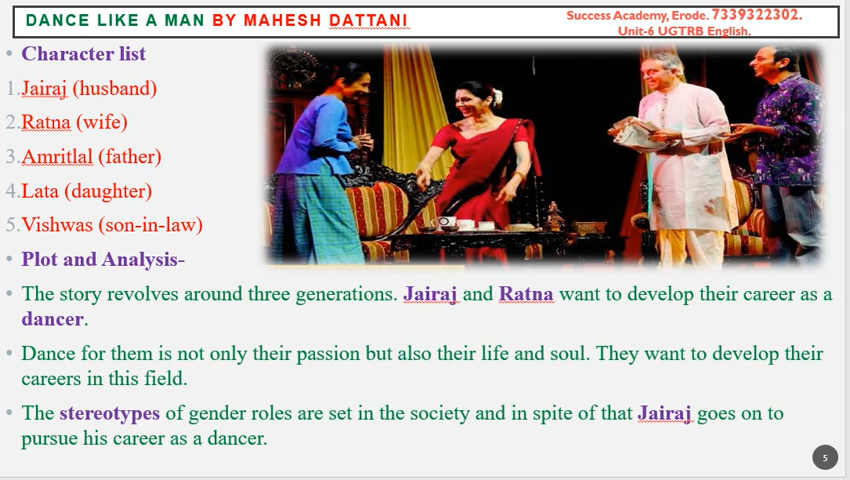 DANCE LIKE A MAN BY MAHESH DATTANI
Success Academy, Erode. 7339322302.
Unit-6 UGTRB English.
• Character list
1.Jairaj (husband)
2.Ratna (wife)
3.Amritlal (father)
4.Lata (daughter)
5.Vishwas (son-in-law)
• Plot and Analysis-
• The story revolves around three generations. Jairaj and Ratna want to develop their career as a
dancer.
• Dance for them is not only their passion but also their life and soul. They want to develop their
careers in this field.
• The stereotypes of gender roles are set in the society and in spite of that Jairaj goes on to
pursue his career as a dancer.
5